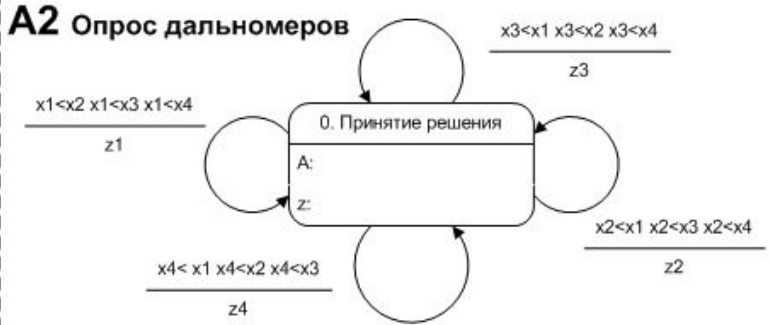 A2 Опрос дальномеров
x3<x1 x3<x2 x3<x4
z3
x1<x2 x1<x3 x1<x4
z1
0. Принятие решения
A:
z:
x2<x1 x2<x3 x2<x4
z2
x4< x1 x4<x2 x4<x3
z4